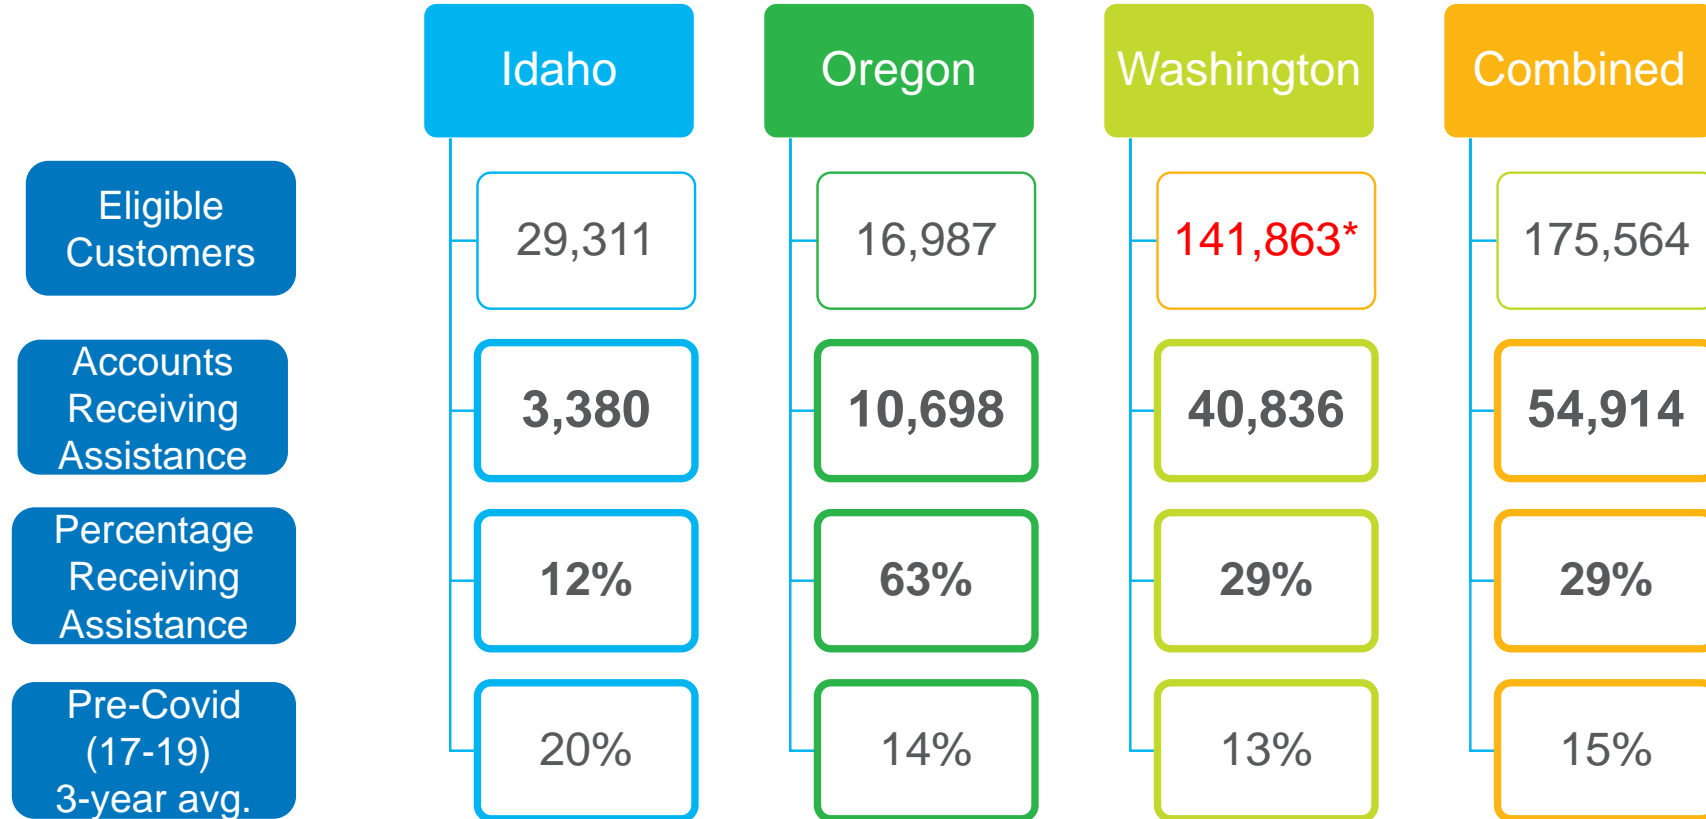 Idaho
Oregon
Washington
Combined
Eligible
Customers
29,311
16,987
141,863*
175,564
Accounts
Receiving
Assistance
3,380
10,698
40,836
54,914
Percentage
Receiving
Assistance
12%
63%
29%
29%
Pre-Covid
(17-19)
3-year avg.
20%
14%
13%
15%